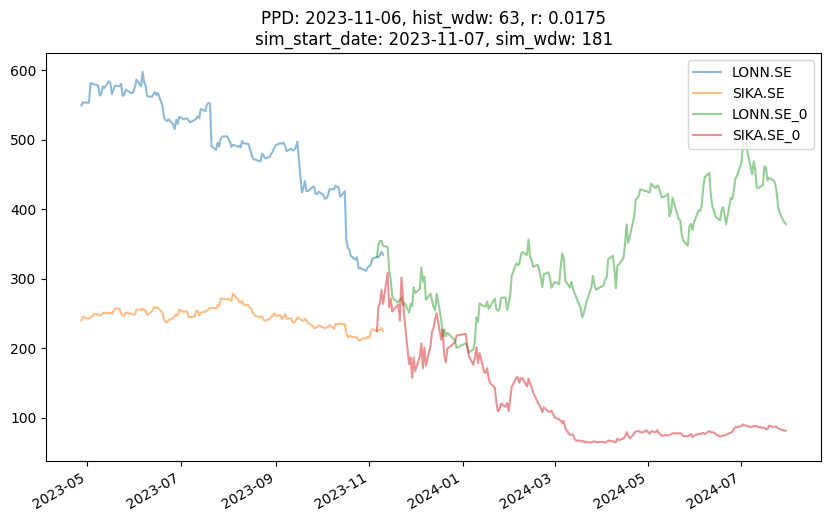 PPD: 2023-11-06, hist_wdw: 63, r: 0.0175
sim_start_date: 2023-11-07, sim_wdw: 181
LONN.SE
SIKA.SE
LONN.SE_0
SIKA.SE_0
600
500
400
300
200
100
2023-05
2023-07
2023-09
2023-11
2024-01
2024-03
2024-05
2024-07